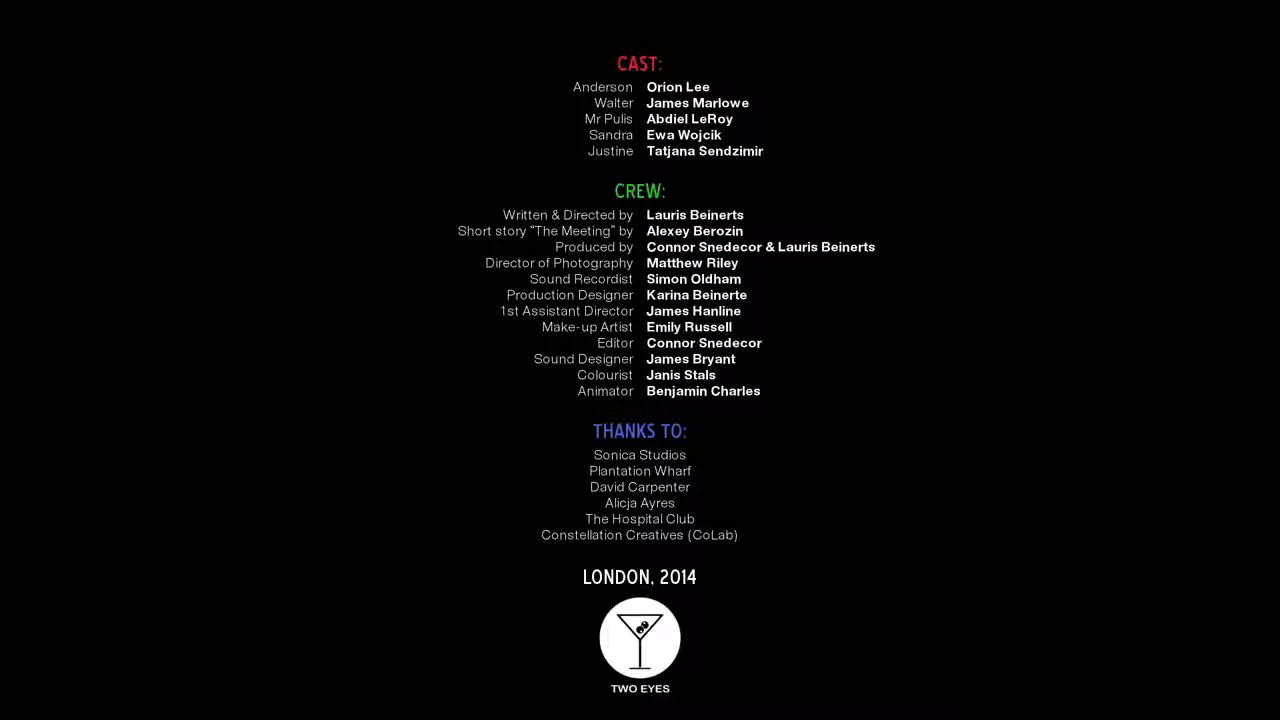 CAST:
Anderson Orion Lee
Walter James Marlowe
Mr Pulis Abdiel LeRoy
Sandra Ewa Wojcik
Justine Tatjana Sendzimir
CREW:
Written & Directed by Lauris Beinerts
Short story “The Meeting” by Alexey Berozin
Produced by Connor Snedecor & Lauris Beinerts
Director of Photography Matthew Riley
Sound Recordist Simon Oldham
Production Designer Karina Beinerte
1st Assistant Director James Hanline
Make-up Artist Emily Russell
Editor Connor Snedecor
Sound Designer James Bryant
Colourist Janis Stals
Animator Benjamin Charles
THANKS TO:
Sonica Studios
Plantation Wharf
David Carpenter
Alicja Ayres
The Hospital Club
Constellation Creatives (CoLab)
LONDON, 2014
TWO EYES